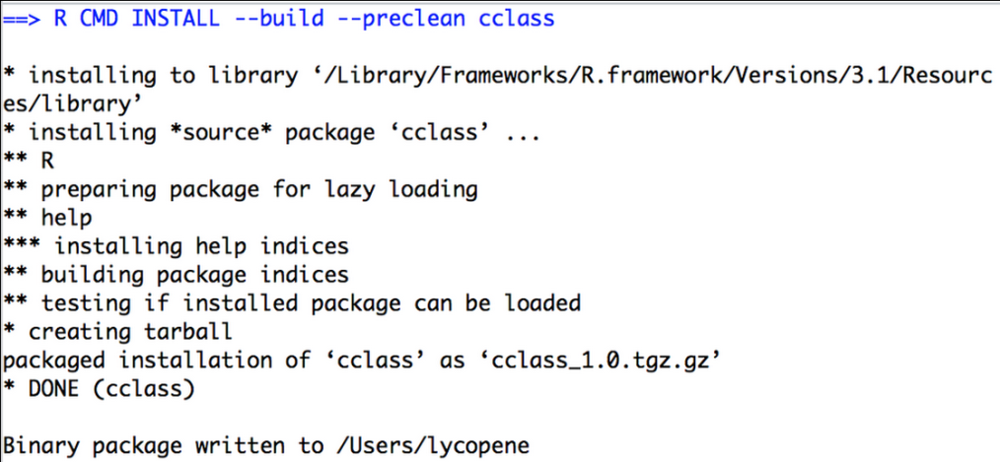 ==> R CMD INSTALL --build --preclean cclass
* installing to library ‘/Library/Frameworks/R.framework/Versions/3.1/Resourc
es/library’
* installing *source* package ‘cclass’ ...
** R
** preparing package for lazy loading
** help
*** installing help indices
** building package indices
** testing if installed package can be loaded
* creating tarball
packaged installation of ‘cclass’ as ‘cclass_1.0.tgz.gz’
* DONE (cclass)
Binary package written to /Users/lycopene